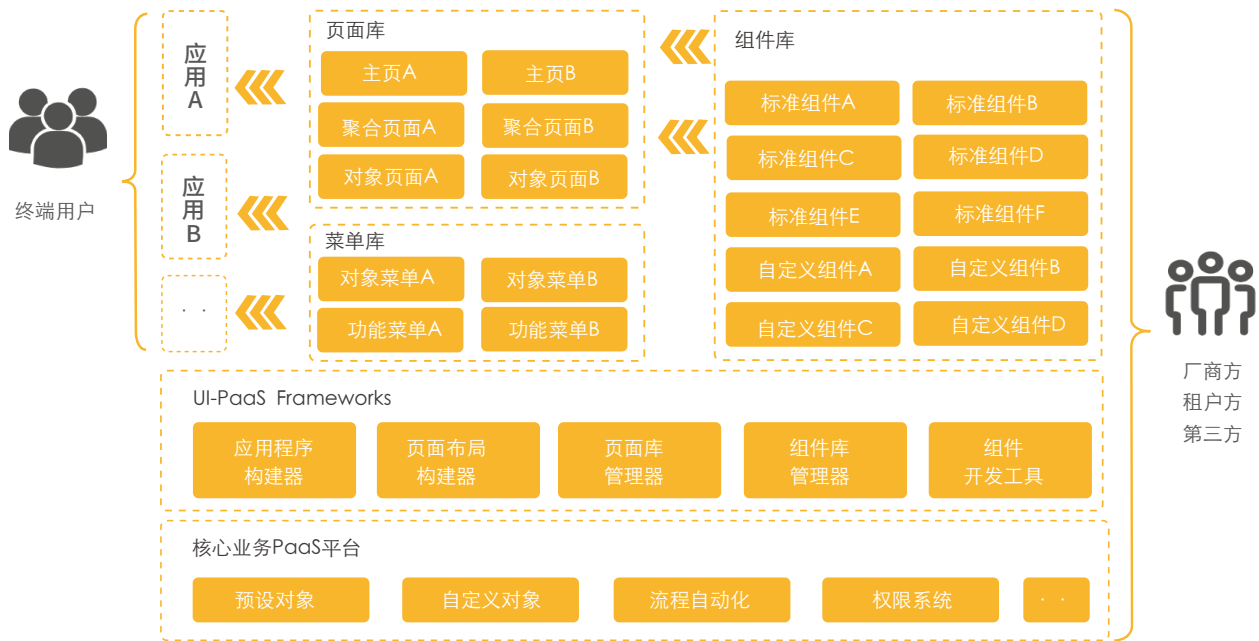 终端用户
应用A
应用B
· ·
页面库
主页A
主页B
聚合页面A
聚合页面B
对象页面A
对象页面B
菜单库
对象菜单A
对象菜单B
功能菜单A
功能菜单B
组件库
标准组件A
标准组件B
标准组件C
标准组件D
标准组件E
标准组件F
自定义组件A
自定义组件B
自定义组件C
自定义组件D
UI-PaaS Frameworks
应用程序
构建器
页面布局
构建器
页面库
管理器
组件库
管理器
组件
开发工具
核心业务PaaS平台
预设对象
自定义对象
流程自动化
权限系统
· ·
厂商方
租户方
第三方